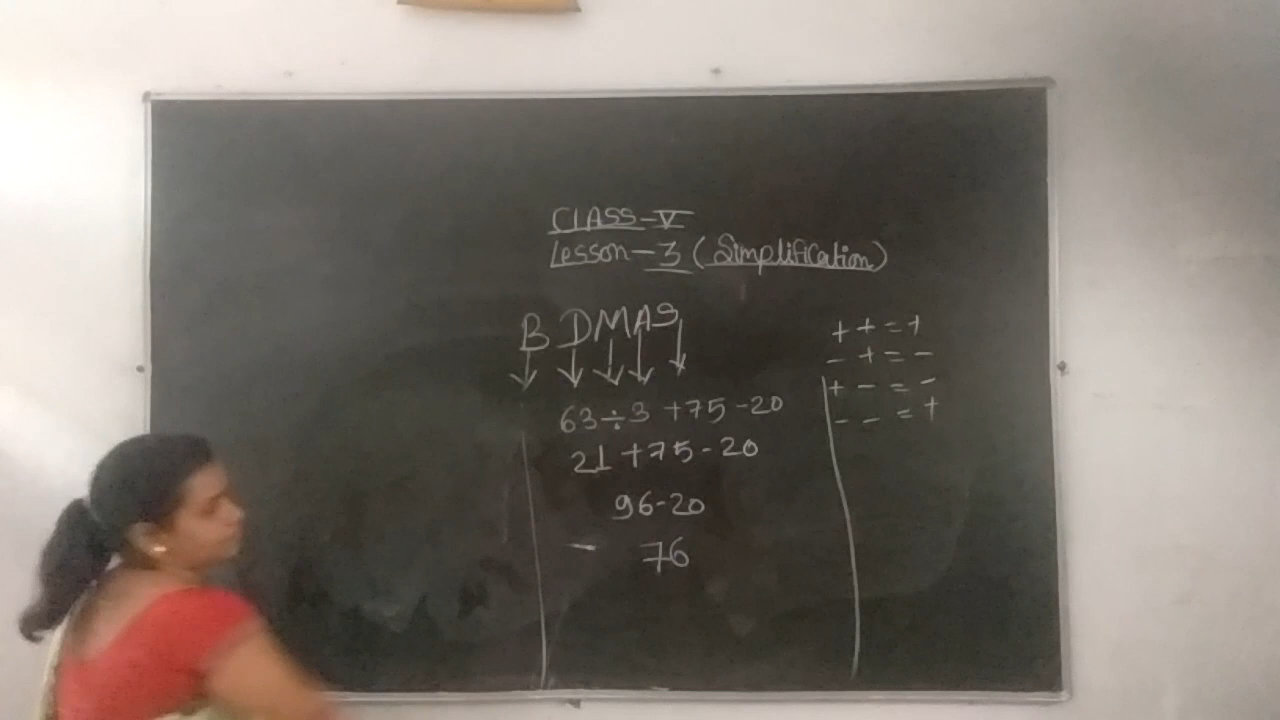 CLASS-V
Lesson-3 (Simplification)
BDMAS
63÷3 +75-20
21 +75-20
96-20
- 76
+ + = +
- + = -
+ - = -
- - = +